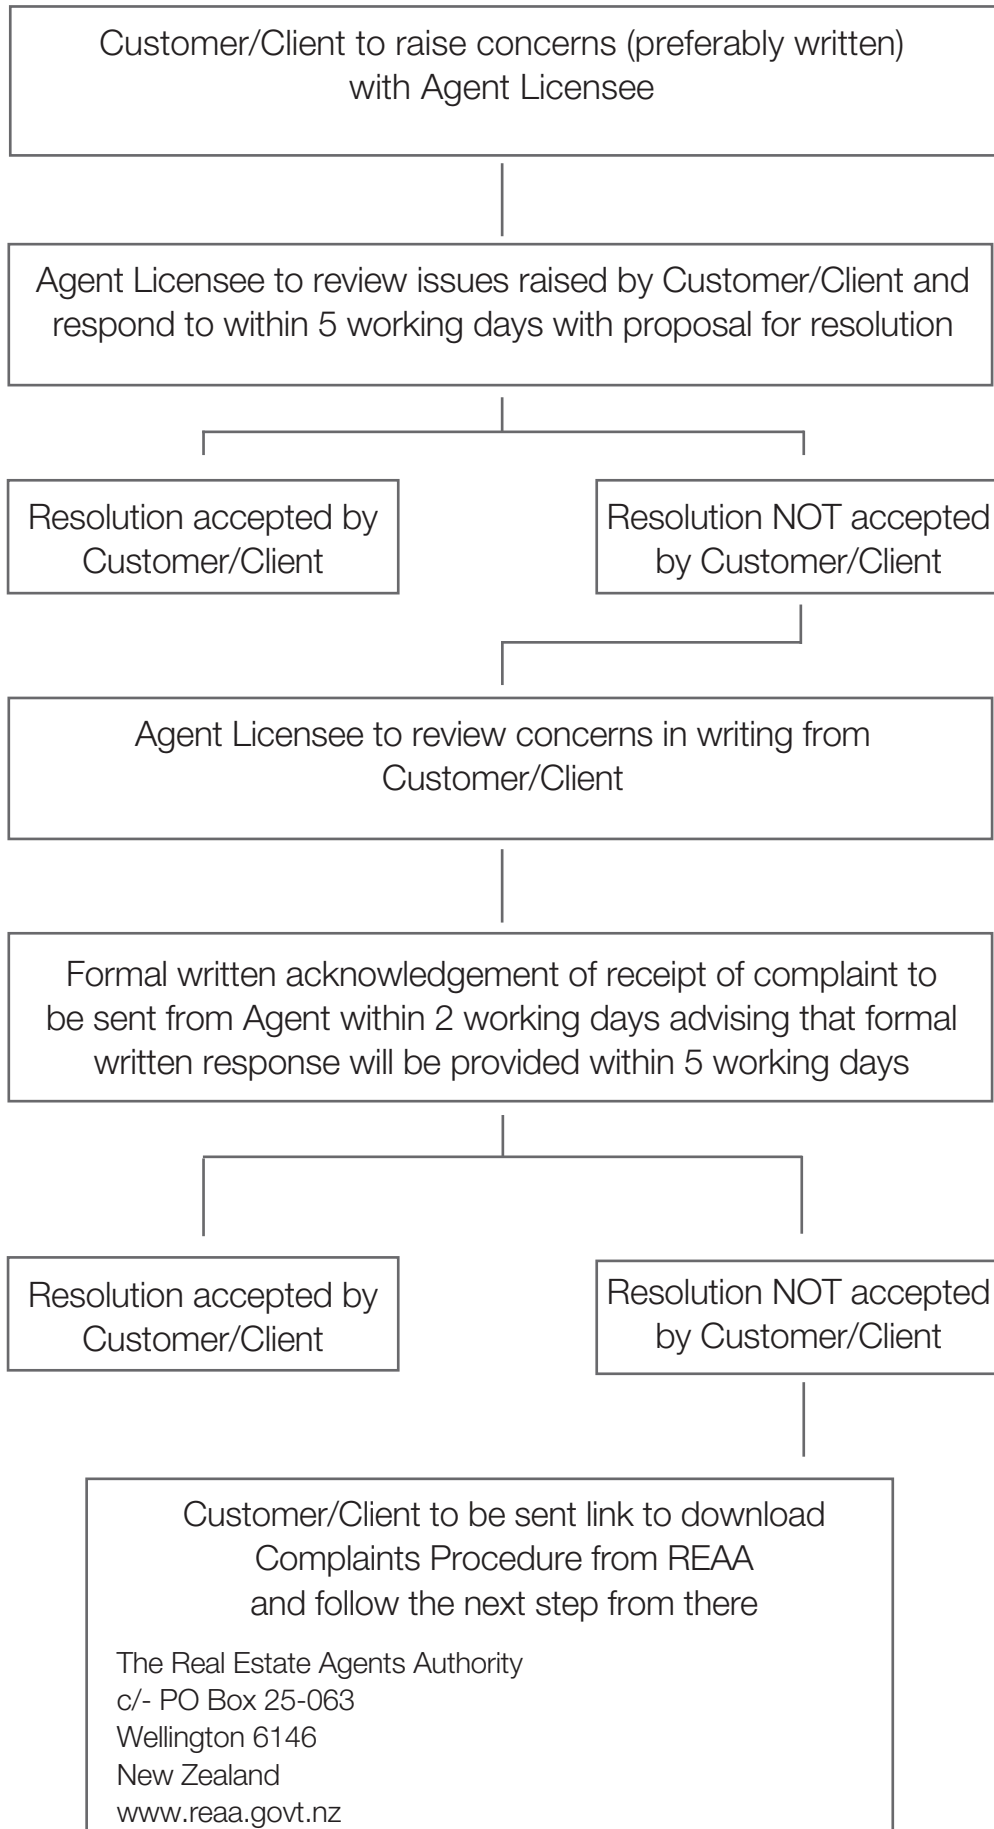 Customer/Client to raise concerns (preferably written)
with Agent Licensee
Agent Licensee to review issues raised by Customer/Client and
respond to within 5 working days with proposal for resolution
Resolution accepted by
Customer/Client
Resolution NOT accepted
by Customer/Client
Agent Licensee to review concerns in writing from
Customer/Client
Formal written acknowledgement of receipt of complaint to
be sent from Agent within 2 working days advising that formal
written response will be provided within 5 working days
Resolution accepted by
Customer/Client
Resolution NOT accepted
by Customer/Client
Customer/Client to be sent link to download
Complaints Procedure from REAA
and follow the next step from there
The Real Estate Agents Authority
c/- PO Box 25-063
Wellington 6146
New Zealand
www.reaa.govt.nz